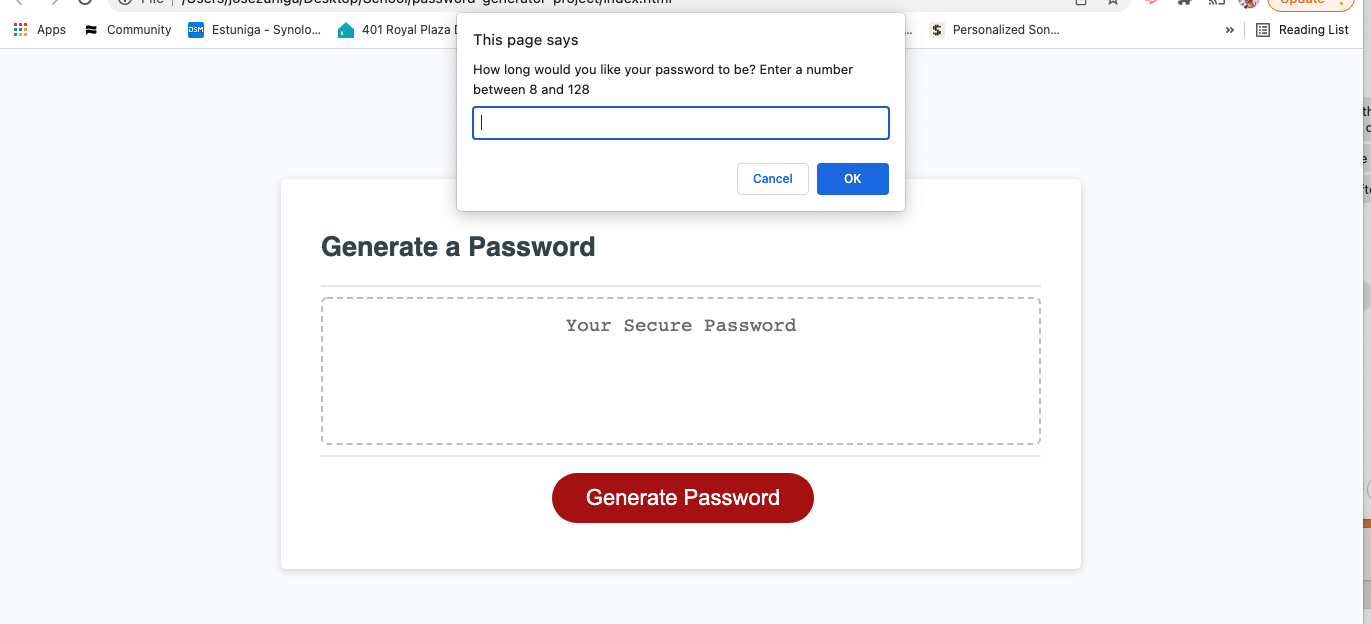 File | /Users/josezuniga/Desktop/School/password-generator-project/index.html
Update
Apps Community DSM Estuniga - Synolo... 401 Royal Plaza ... $ Personalized Son... » Reading List
This page says
How long would you like your password to be? Enter a number
between 8 and 128
Cancel OK
Generate a Password
Your Secure Password
Generate Password